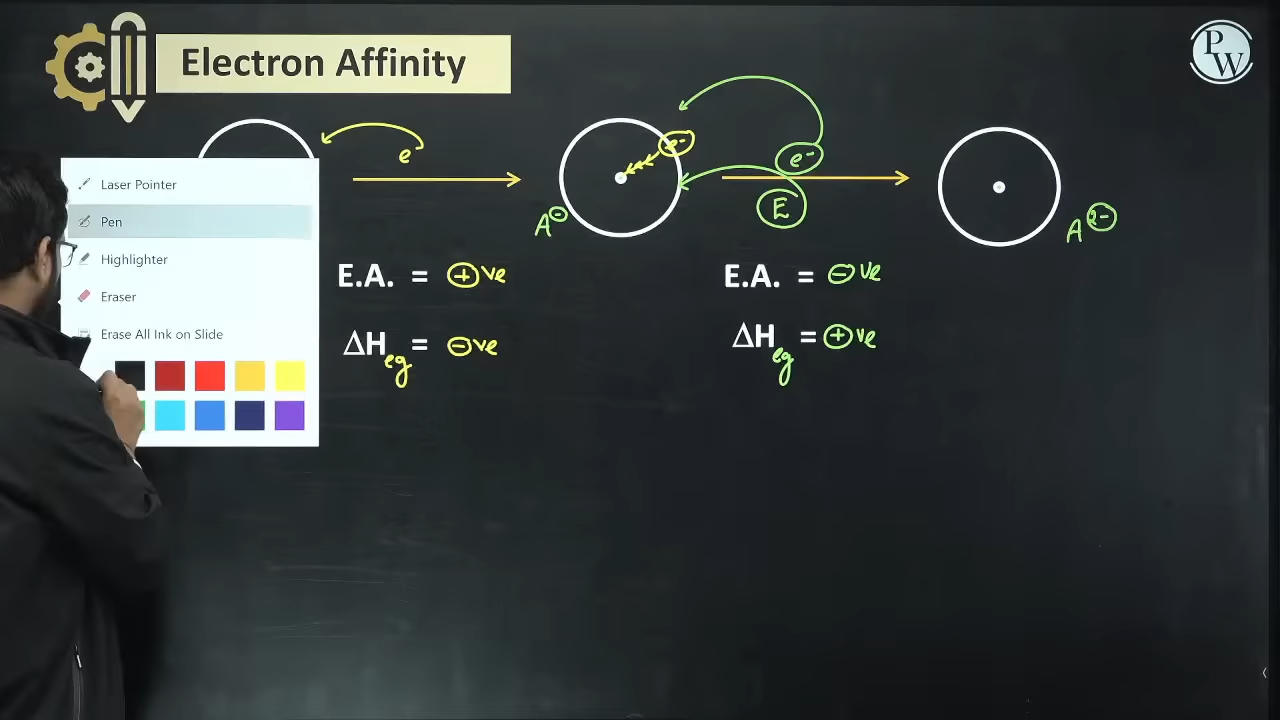 Electron Affinity
PW
e
e⁻
e⁻
E
A⊖
A²⁻
Laser Pointer
Pen
Highlighter
Eraser
Erase All Ink on Slide
E.A. = ⊕ve
ΔHeg = ⊖ve
E.A. = ⊖ve
ΔHeg = ⊕ve